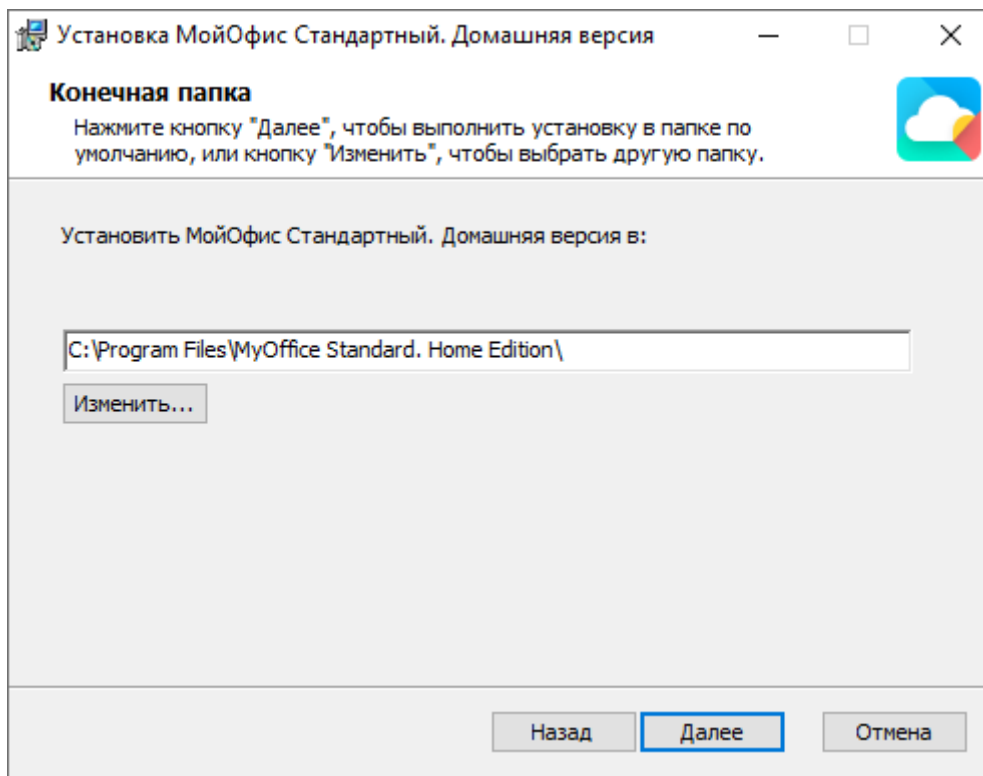 Установка МойОфис Стандартный. Домашняя версия
Конечная папка
Нажмите кнопку "Далее", чтобы выполнить установку в папке по
умолчанию, или кнопку "Изменить", чтобы выбрать другую папку.
Установить МойОфис Стандартный. Домашняя версия в:
C:\Program Files\MyOffice Standard. Home Edition\
Изменить...
Назад Далее Отмена